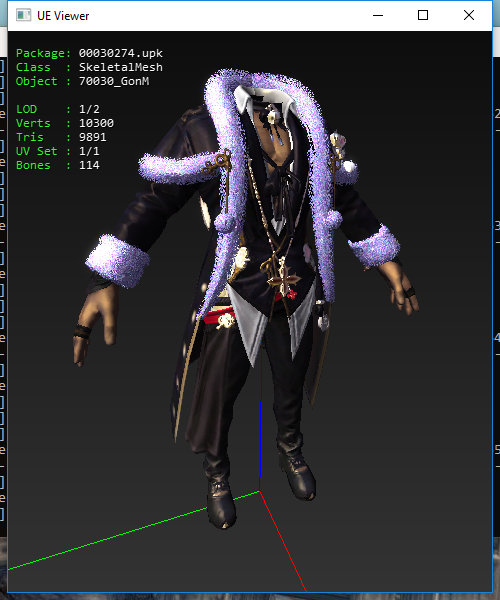 UE Viewer
Package: 00030274.upk
Class : SkeletalMesh
Object : 70030_GonM
LOD : 1/2
Verts : 10300
Tris : 9891
UV Set : 1/1
Bones : 114